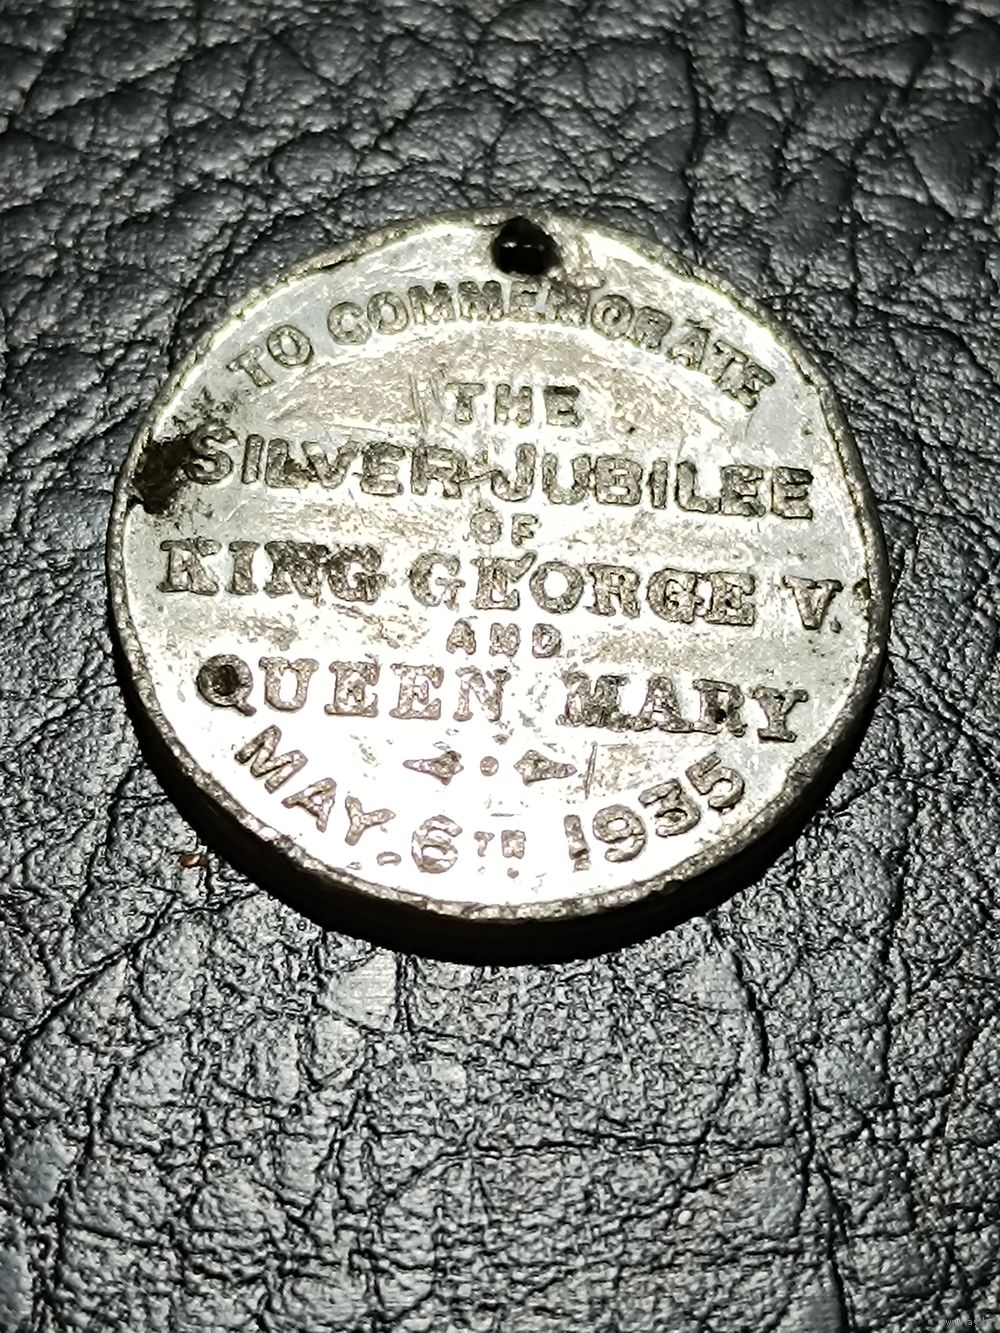 TO COMMEMORATE
THE
SILVER JUBILEE
OF
KING GEORGE V.
AND
QUEEN MARY
MAY. 6TH 1935